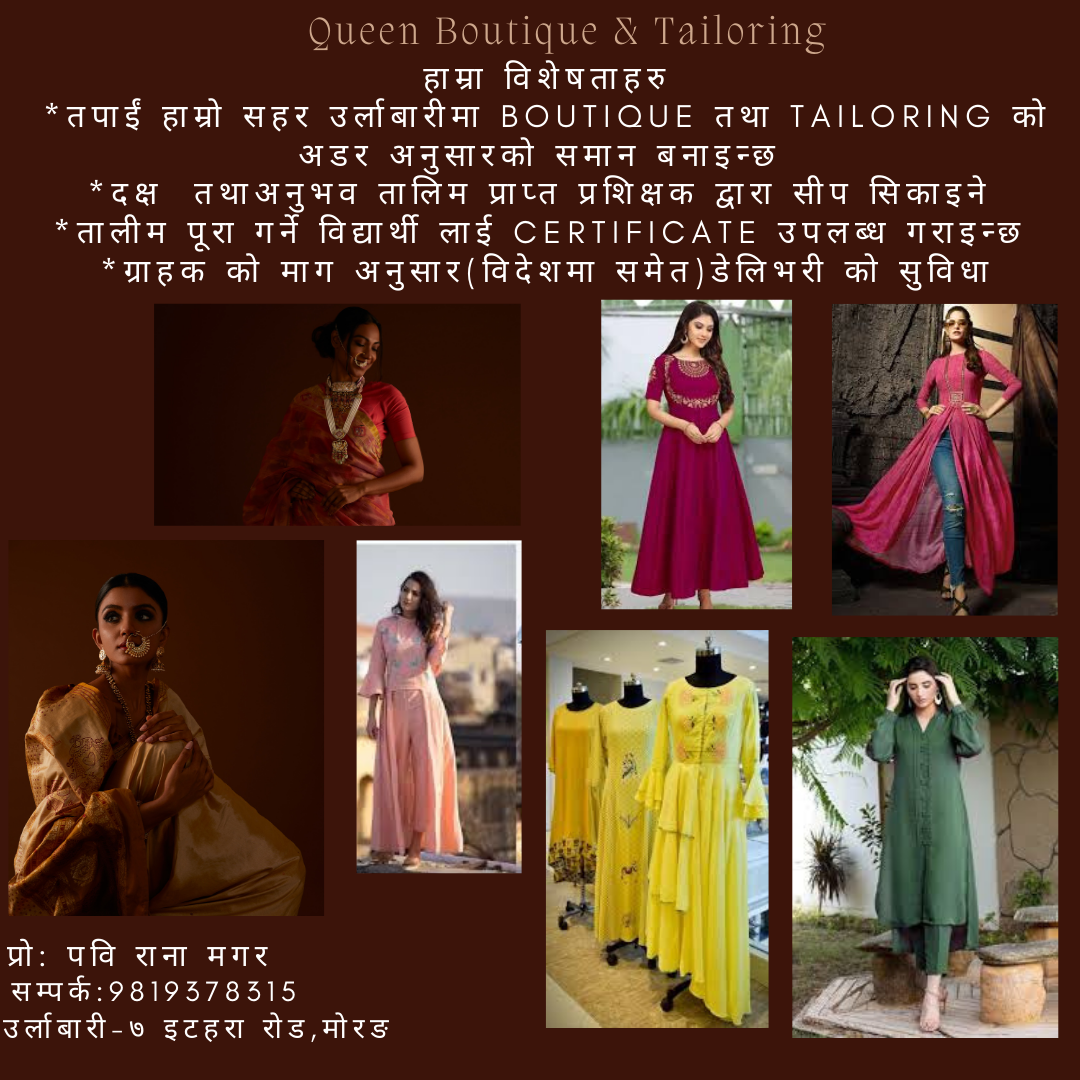 Queen Boutique & Tailoring
हाम्रा विशेषताहरु
*तपाईं हाम्रो सहर उर्लाबारीमा BOUTIQUE तथा TAILORING को
अडर अनुसारको समान बनाइन्छ
*दक्ष तथाअनुभव तालिम प्राप्त प्रशिक्षक द्वारा सीप सिकाइने
*तालीम पूरा गर्ने विद्यार्थी लाई CERTIFICATE उपलब्ध गराइन्छ
*ग्राहक को माग अनुसार(विदेशमा समेत)डेलिभरी को सुविधा
प्रो: पवि राना मगर
सम्पर्क:9819378315
उर्लाबारी-७ इटहरा रोड,मोरङ